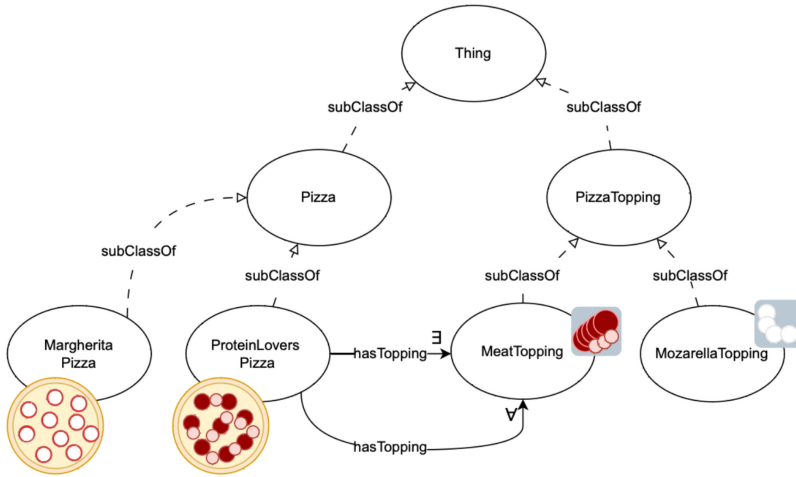 Thing
subClassOf
subClassOf
Pizza
PizzaTopping
subClassOf
subClassOf
subClassOf
subClassOf
Margherita
Pizza
ProteinLovers
Pizza
hasTopping
∃
MeatTopping
MozarellaTopping
∀
hasTopping